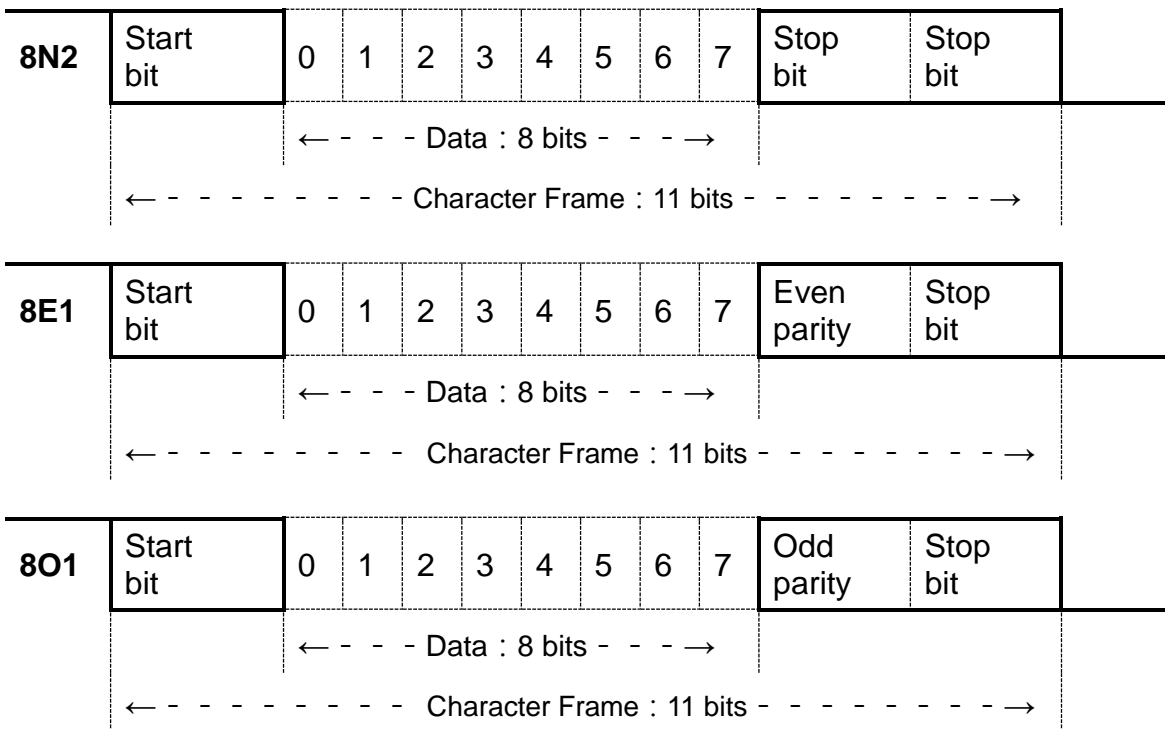 8N2 Start bit 0 1 2 3 4 5 6 7 Stop bit Stop bit
←- - - Data：8 bits- - -→
←- - - - - - - - Character Frame：11 bits- - - - - - - - -→
8E1 Start bit 0 1 2 3 4 5 6 7 Even parity Stop bit
←- - - Data：8 bits- - -→
←- - - - - - - - Character Frame：11 bits- - - - - - - - -→
8O1 Start bit 0 1 2 3 4 5 6 7 Odd parity Stop bit
←- - - Data：8 bits- - -→
←- - - - - - - - Character Frame：11 bits- - - - - - - - -→